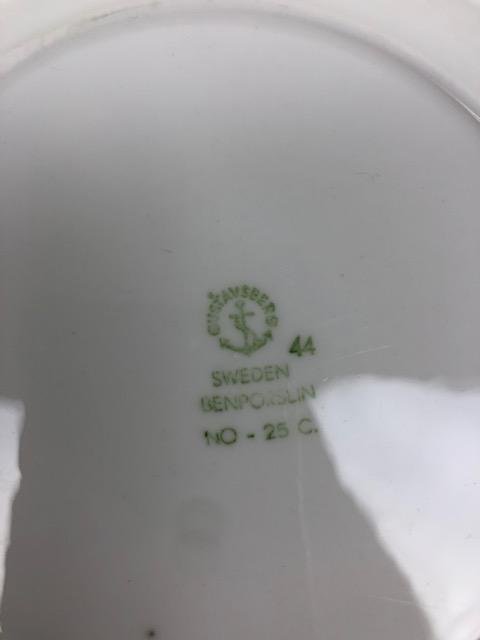 GUSTAVSBERG
44
SWEDEN
BENPORSLIN
NO - 25 C.